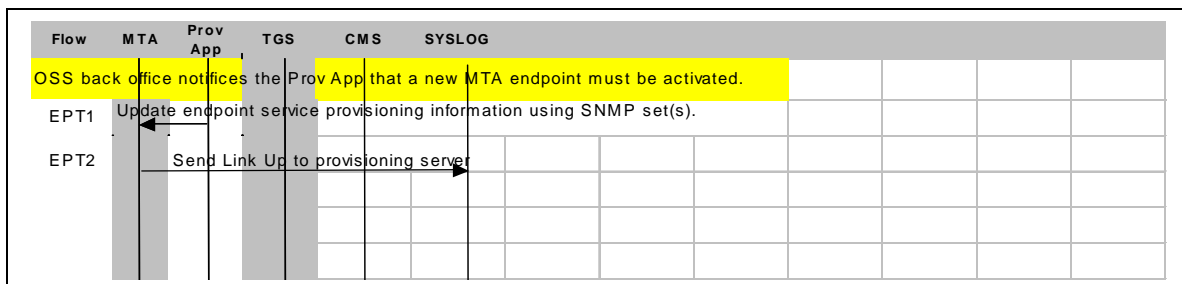 Flow MTA Prov App TGS CMS SYSLOG
OSS back office notifices the Prov App that a new MTA endpoint must be activated.
EPT1 Update endpoint service provisioning information using SNMP set(s).
EPT2 Send Link Up to provisioning server